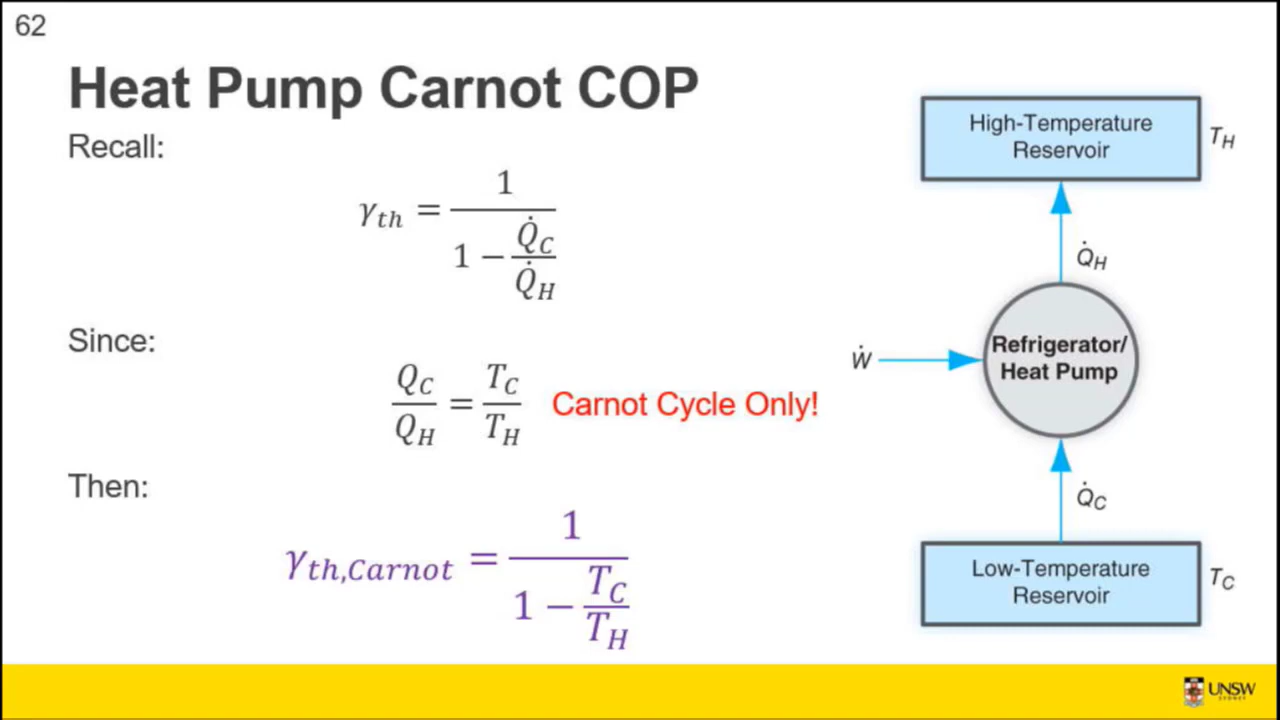 62
Heat Pump Carnot COP
Recall:
γ_th = 1 / (1 − Q̇_C / Q̇_H)
Since:
Q_C / Q_H = T_C / T_H Carnot Cycle Only!
Then:
γ_th,Carnot = 1 / (1 − T_C / T_H)
High-Temperature
Reservoir
T_H
Q̇_H
Ẇ
Refrigerator/
Heat Pump
Q̇_C
Low-Temperature
Reservoir
T_C
UNSW
SYDNEY